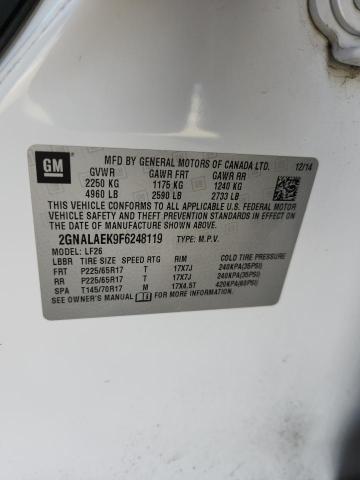 GM
MFD BY GENERAL MOTORS OF CANADA LTD. 12/14
GVWR GAWR FRT GAWR RR
2250 KG 1175 KG 1240 KG
4960 LB 2590 LB 2733 LB
THIS VEHICLE CONFORMS TO ALL APPLICABLE U.S.
FEDERAL MOTOR VEHICLE SAFETY, BUMPER, AND
THEFT PREVENTION STANDARDS IN EFFECT ON THE
DATE OF MANUFACTURE SHOWN ABOVE.
2GNALAEK9F6248119 TYPE: M.P.V.
MODEL: LF26
LBBR TIRE SIZE SPEED RTG RIM COLD TIRE PRESSURE
FRT P225/65R17 T 17X7J 240KPA(35PSI)
RR P225/65R17 T 17X7J 240KPA(35PSI)
SPA T145/70R17 M 17X4.5T 420KPA(60PSI)
SEE OWNER'S MANUAL FOR MORE INFORMATION.